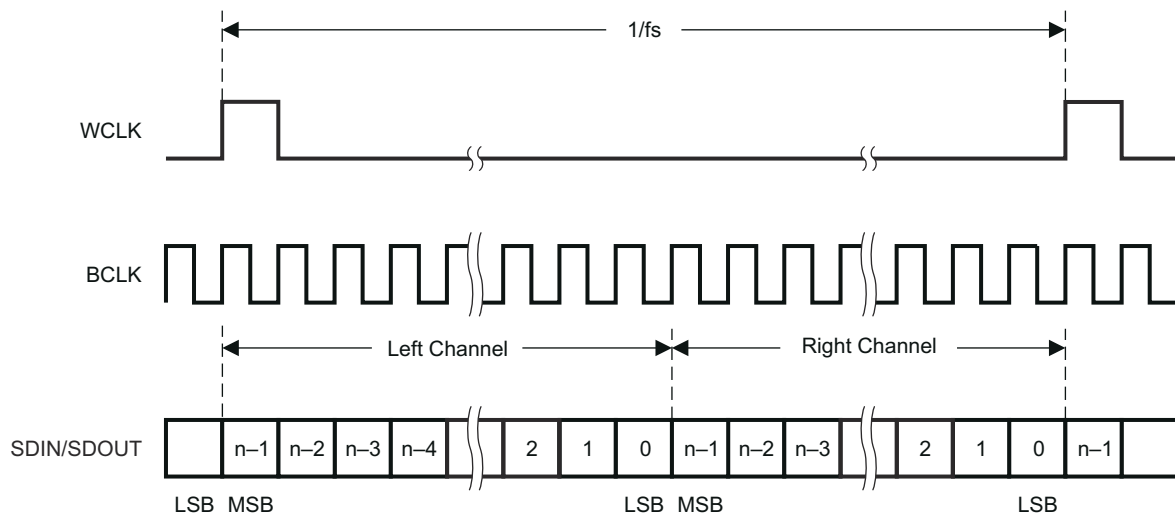 1/fs
WCLK
BCLK
Left Channel
Right Channel
SDIN/SDOUT
n–1 n–2 n–3 n–4 2 1 0 n–1 n–2 n–3 2 1 0 n–1
LSB MSB LSB MSB LSB